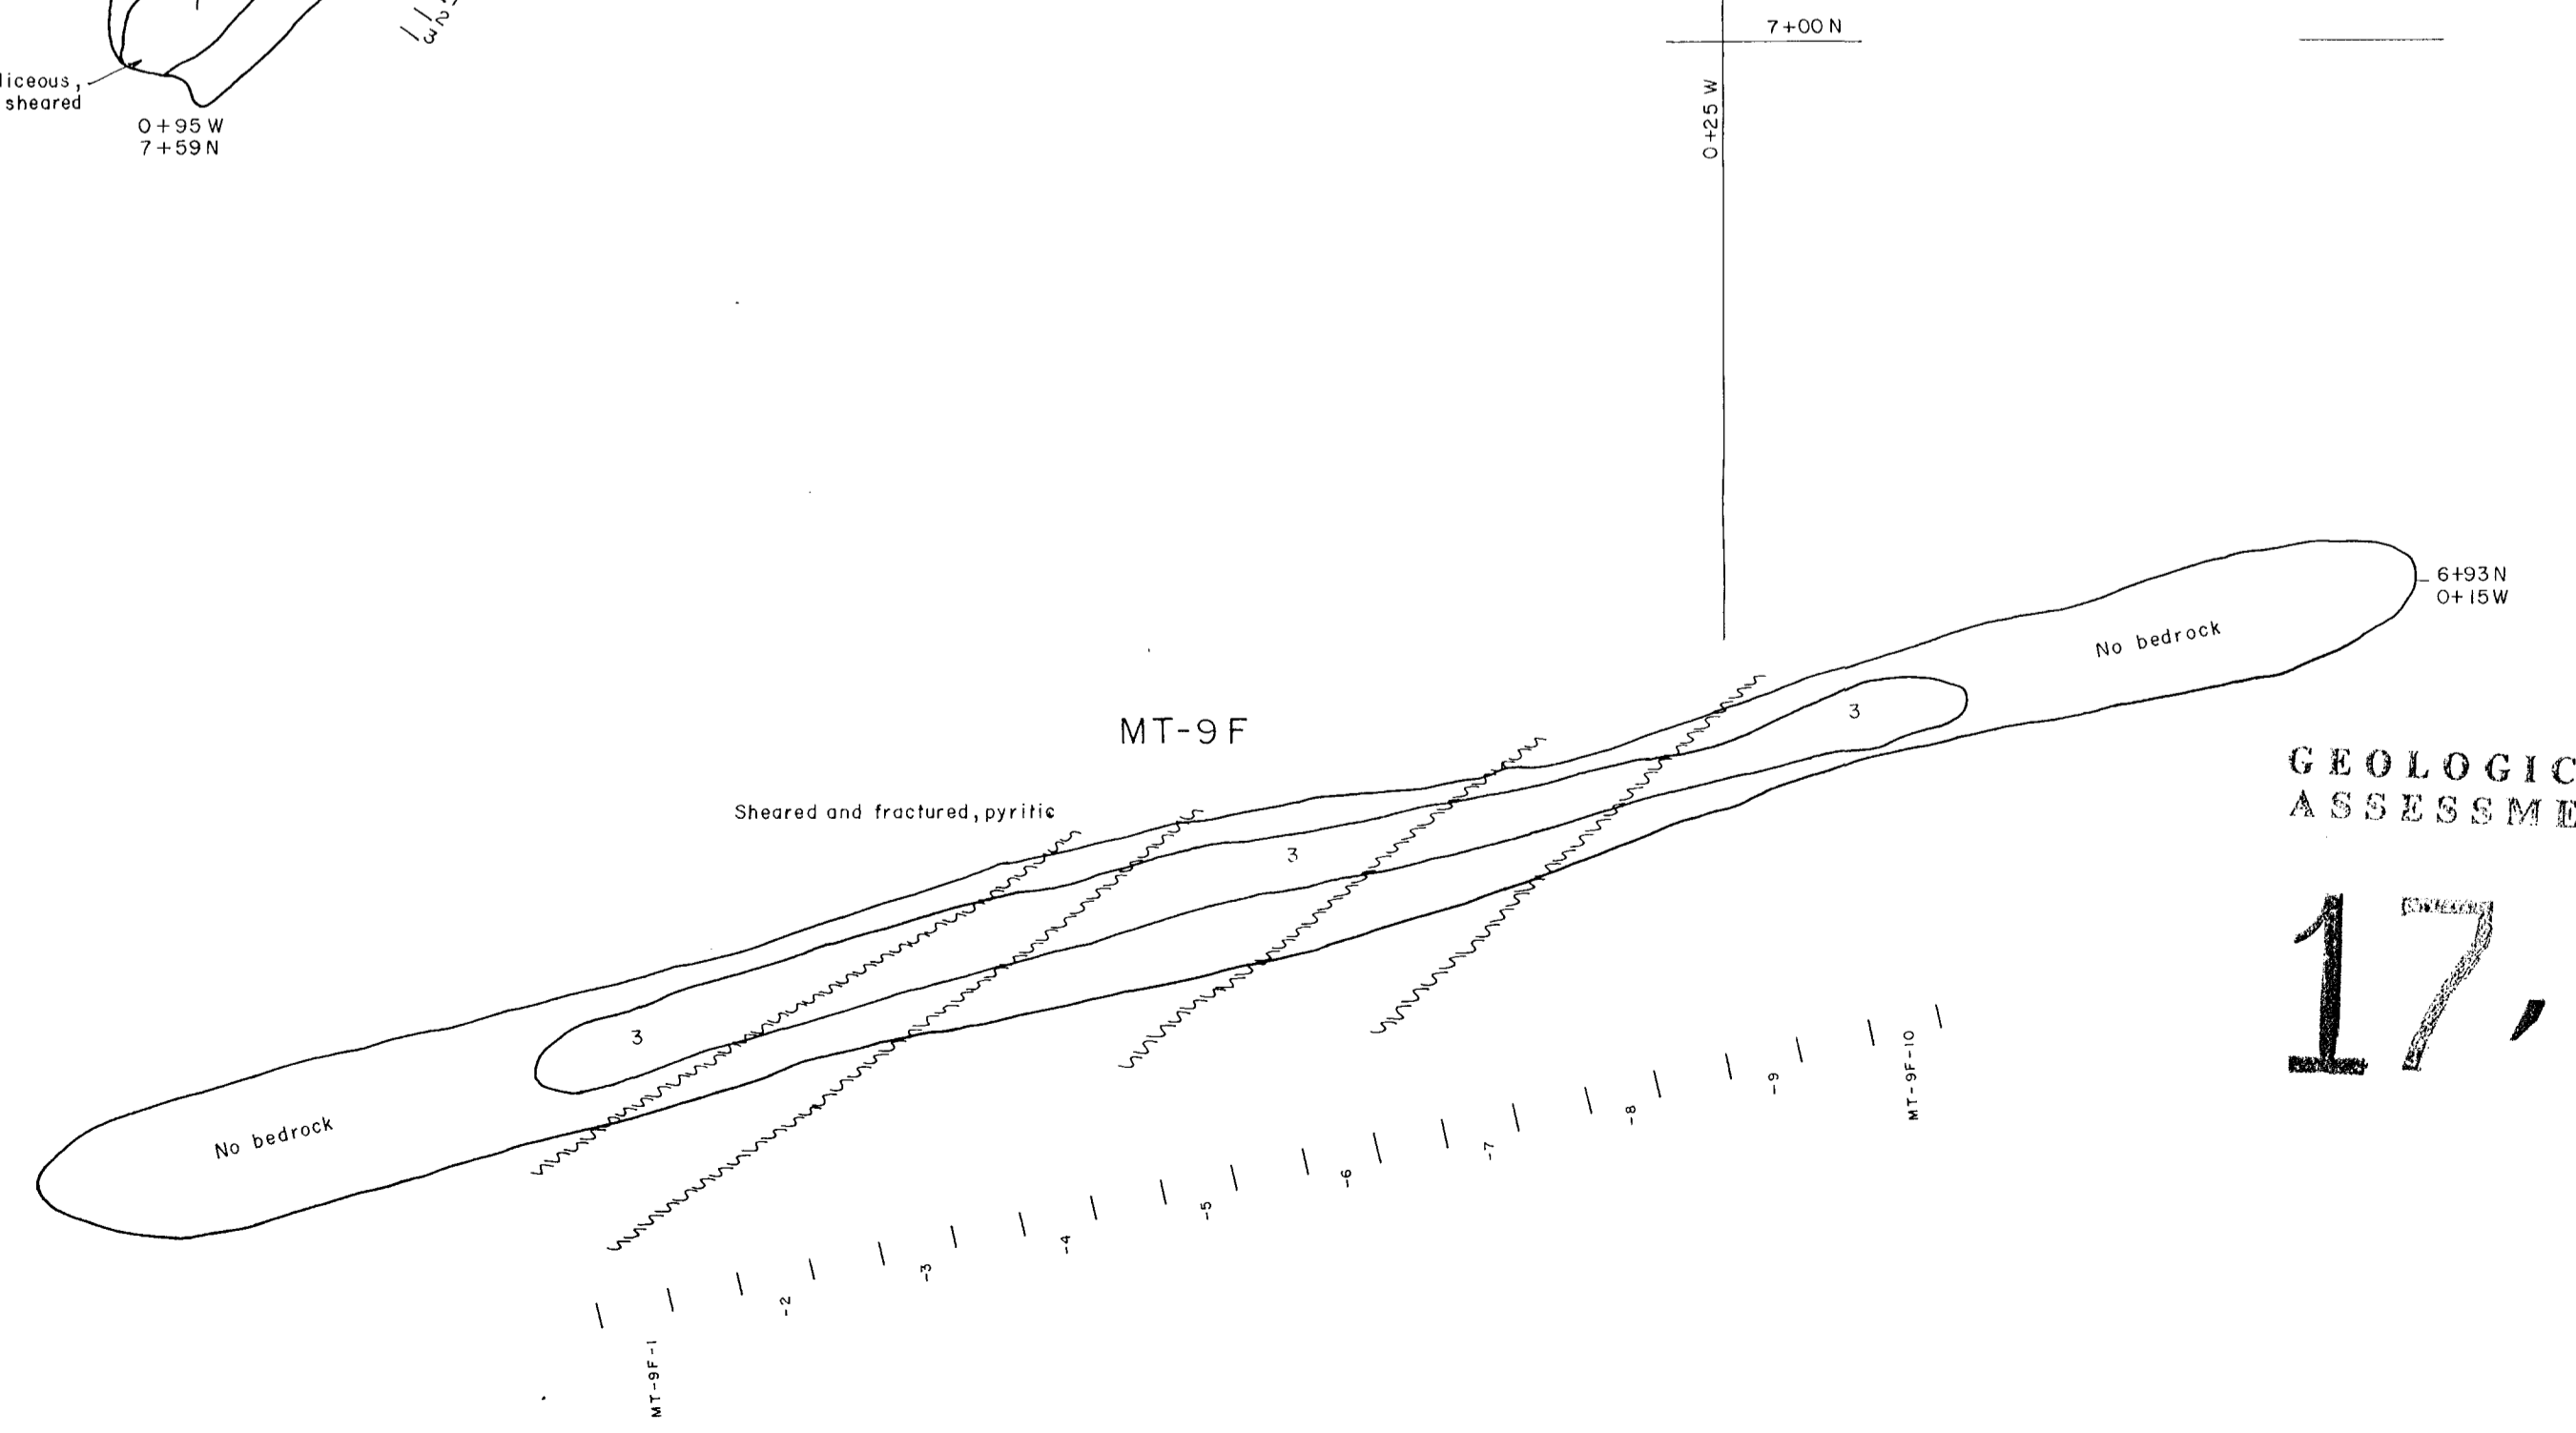 7+00 N
0+25 W
liceous,
sheared
0+95 W
7+59 N
6+93 N
0+15 W
No bedrock
3
MT-9F
Sheared and fractured, pyritic
3
3
No bedrock
GEOLOGIC
ASSESSME
17,
MT-9F-1
-2
-3
-4
-5
-6
-7
-8
-9
MT-9F-10